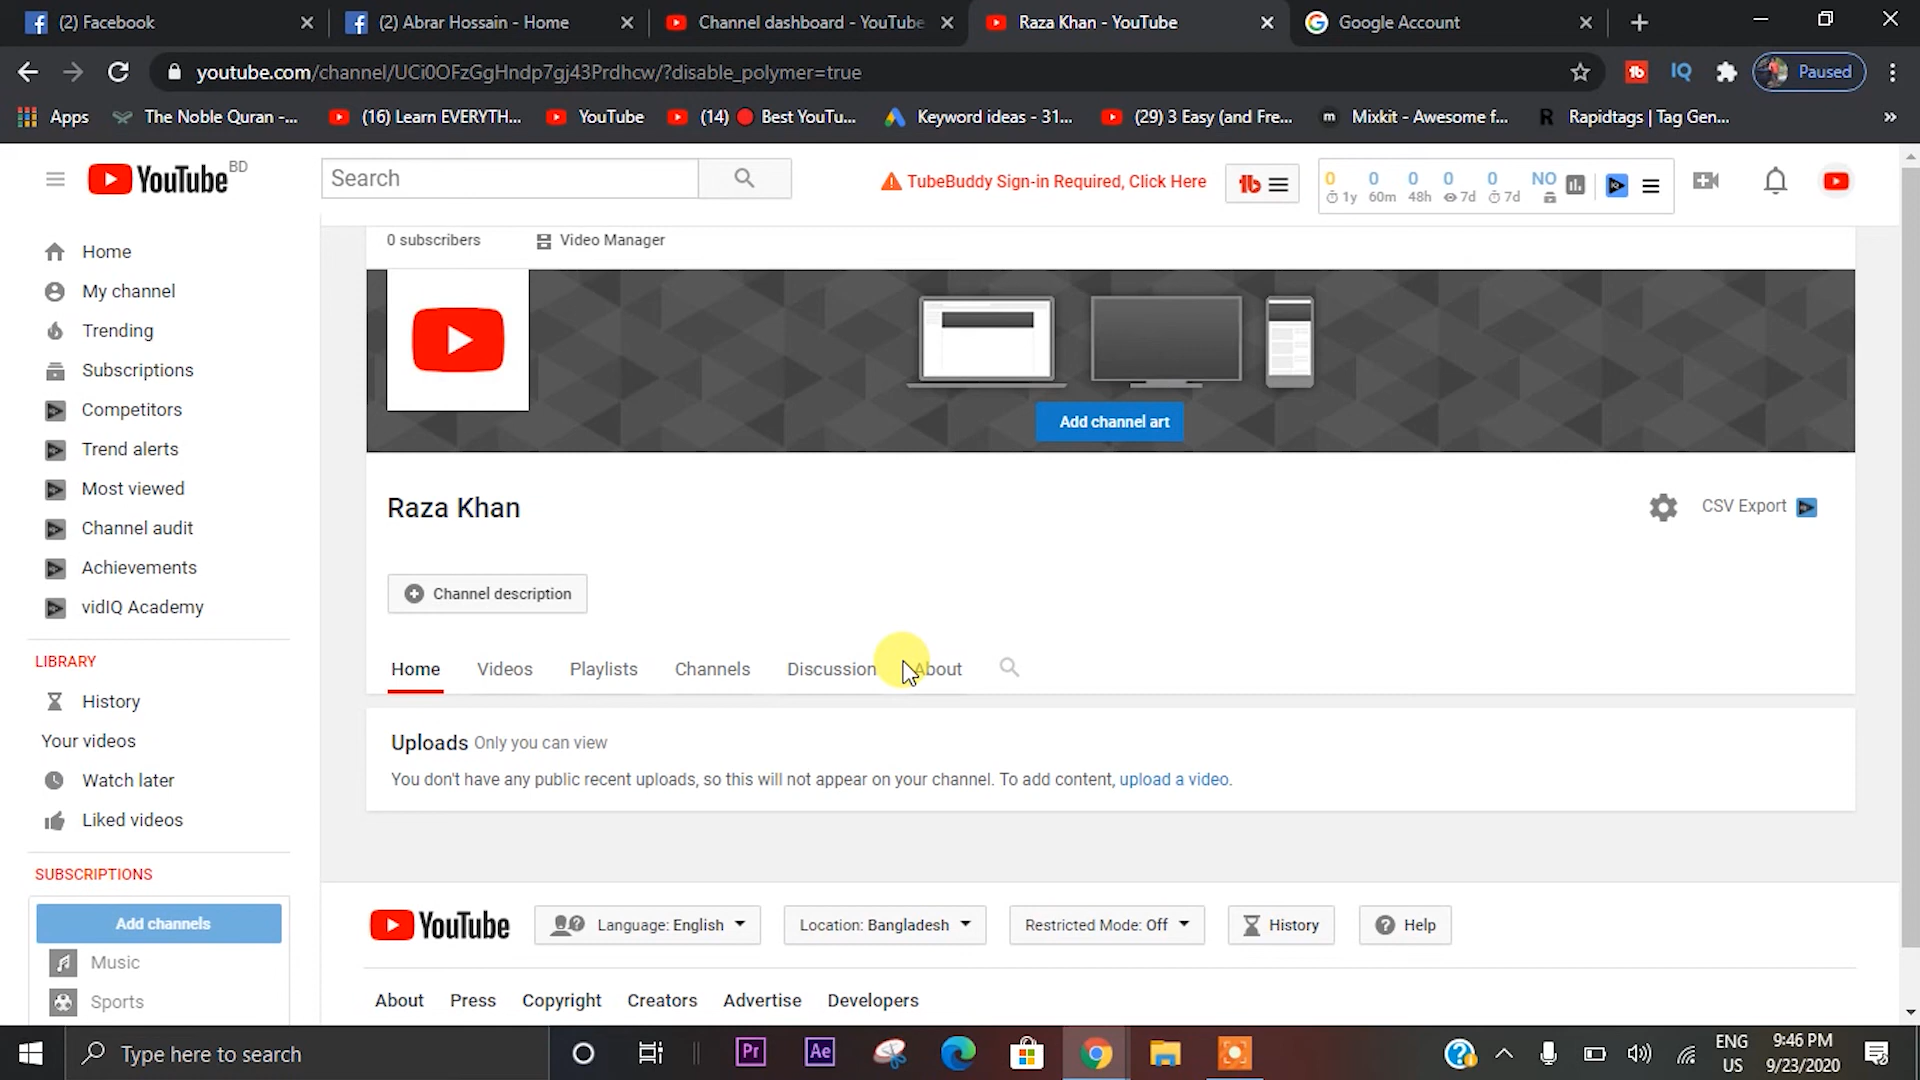 (2) Facebook
(2) Abrar Hossain - Home
Channel dashboard - YouTube
Raza Khan - YouTube
Google Account
youtube.com/channel/UCi0OFzGgHndp7gj43Prdhcw/?disable_polymer=true
Paused
Apps
The Noble Quran -...
(16) Learn EVERYTH...
YouTube
(14) Best YouTu...
Keyword ideas - 31...
(29) 3 Easy (and Fre...
Mixkit - Awesome f...
Rapidtags | Tag Gen...
YouTube BD
Search
TubeBuddy Sign-in Required, Click Here
0 0 0 0 0 NO
1y 60m 48h 7d 7d
Home
My channel
Trending
Subscriptions
Competitors
Trend alerts
Most viewed
Channel audit
Achievements
vidIQ Academy
LIBRARY
History
Your videos
Watch later
Liked videos
SUBSCRIPTIONS
Add channels
Music
Sports
0 subscribers
Video Manager
Add channel art
Raza Khan
CSV Export
Channel description
Home
Videos
Playlists
Channels
Discussion
About
Uploads Only you can view
You don't have any public recent uploads, so this will not appear on your channel. To add content, upload a video.
YouTube
Language: English
Location: Bangladesh
Restricted Mode: Off
History
Help
About
Press
Copyright
Creators
Advertise
Developers
Type here to search
Pr
Ae
ENG
US
9:46 PM
9/23/2020